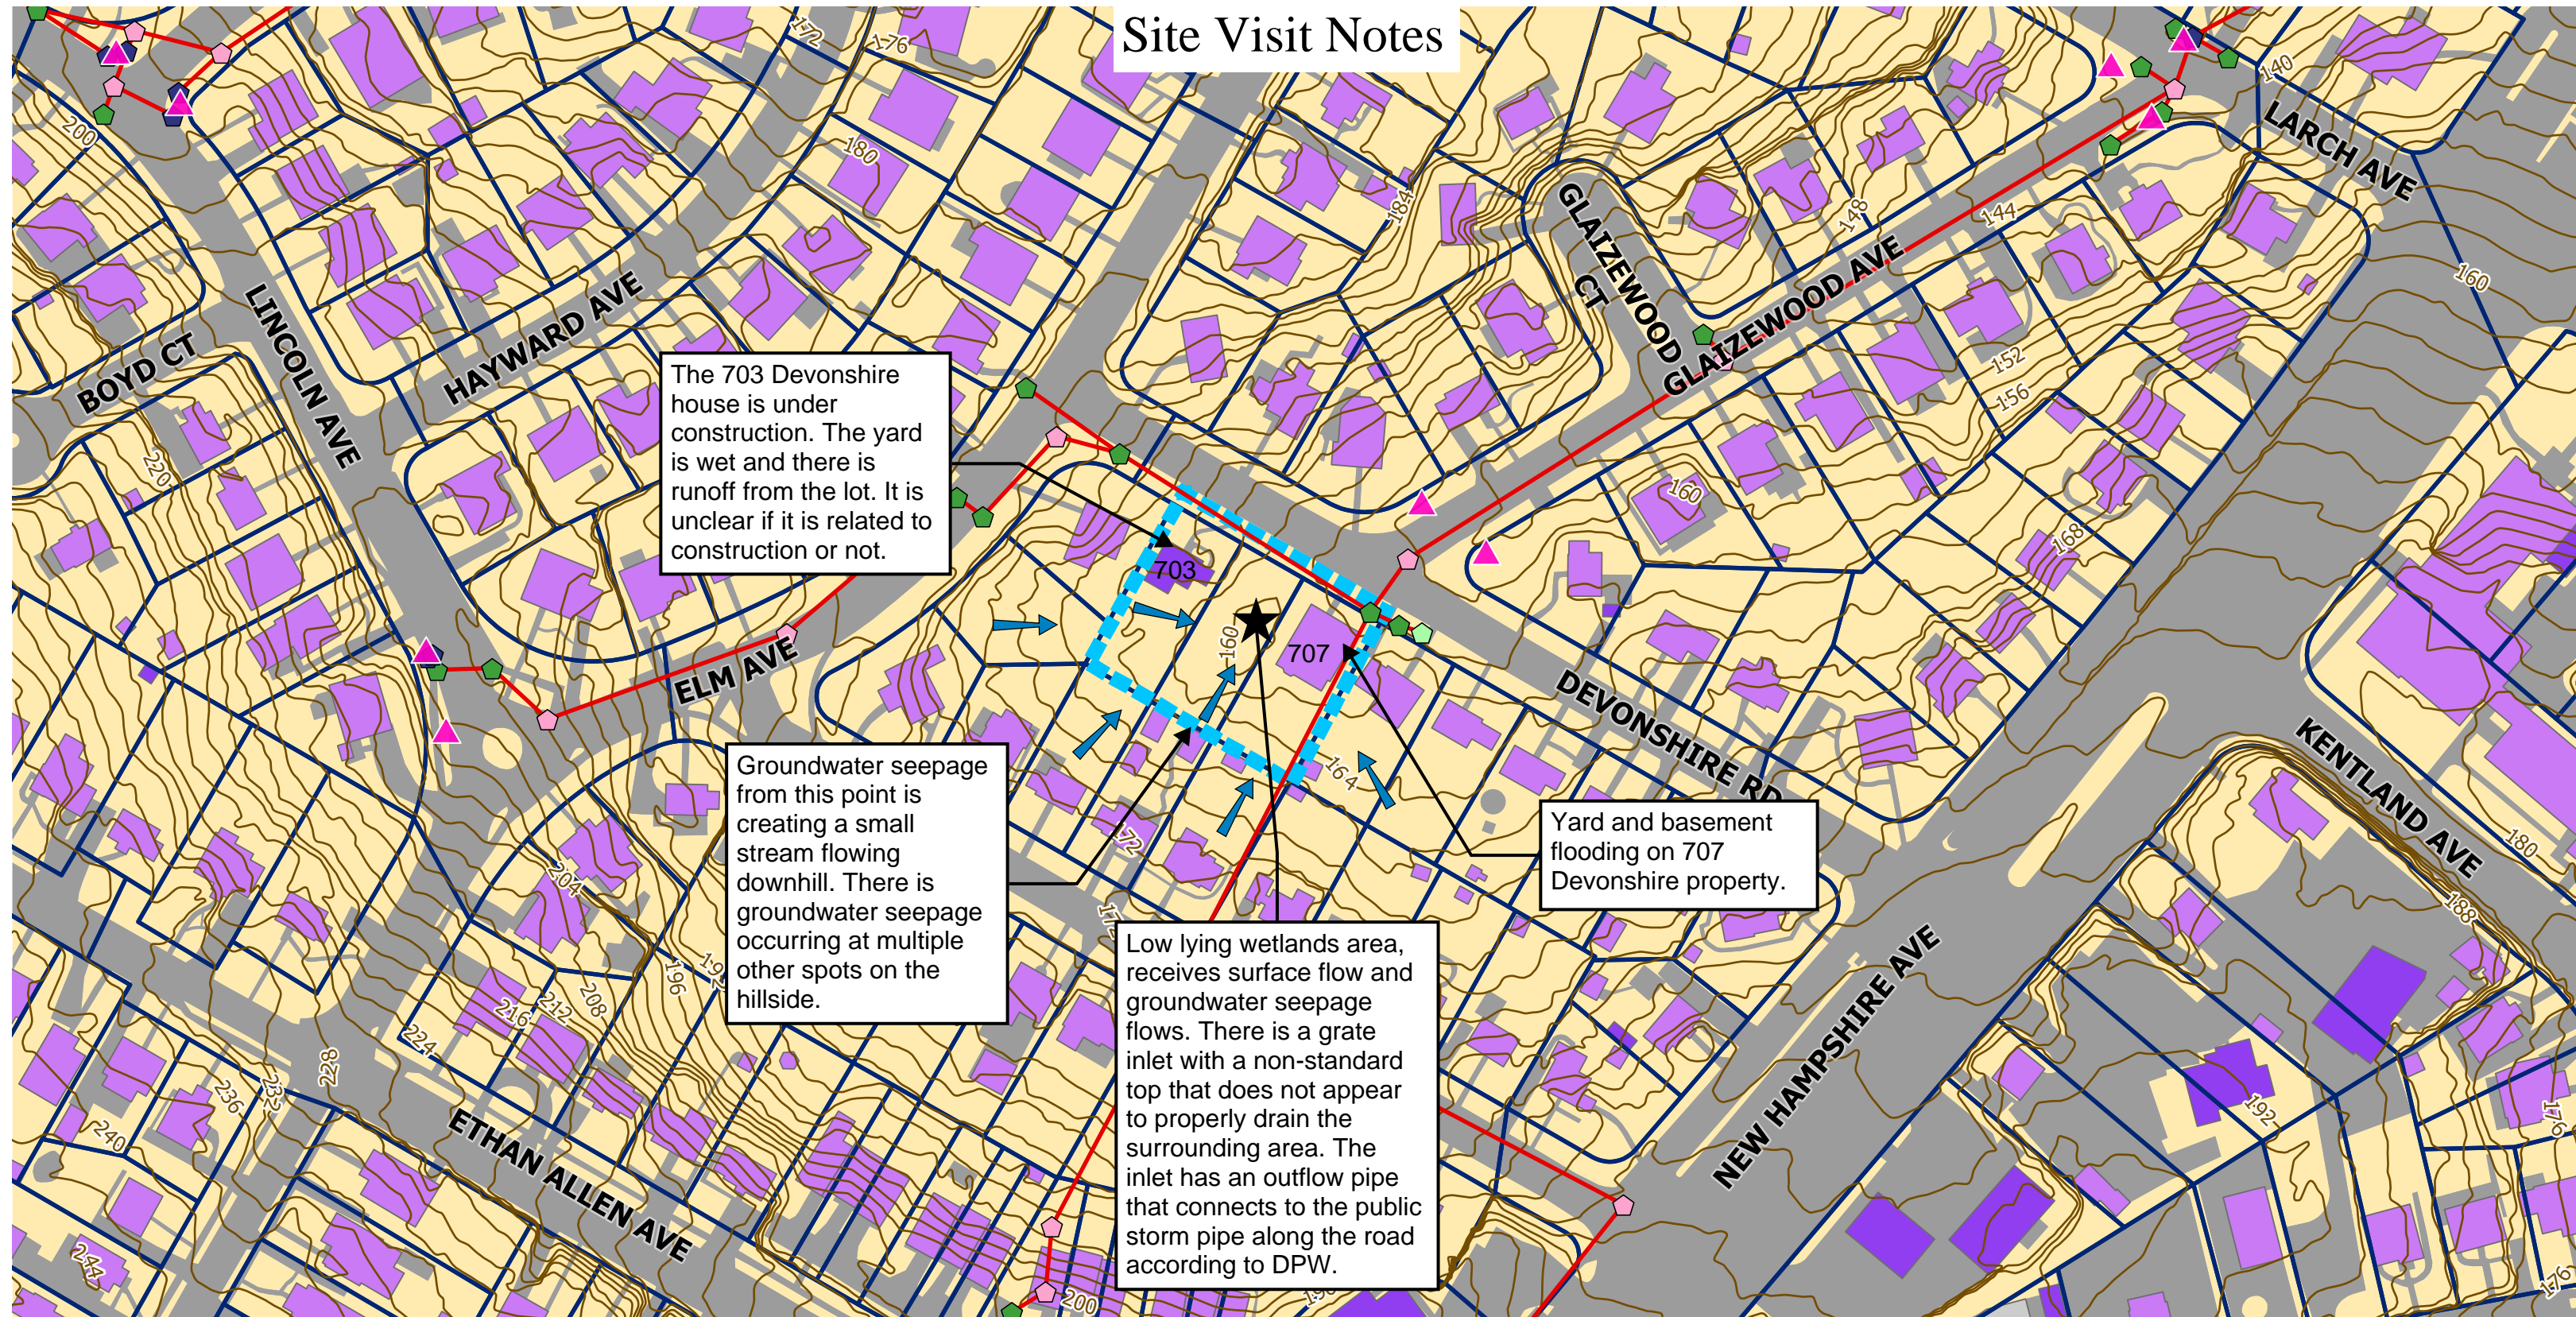 Site Visit Notes
172
176
140
200
180
LARCH AVE
184
GLAIZEWOOD CT
148
144
160
LINCOLN AVE
HAYWARD AVE
GLAIZEWOOD AVE
BOYD CT
152
156
220
160
168
The 703 Devonshire
house is under
construction. The yard
is wet and there is
runoff from the lot. It is
unclear if it is related to
construction or not.
703
160
707
ELM AVE
DEVONSHIRE RD
KENTLAND AVE
164
172
180
Groundwater seepage
from this point is
creating a small
stream flowing
downhill. There is
groundwater seepage
occurring at multiple
other spots on the
hillside.
Yard and basement
flooding on 707
Devonshire property.
204
188
196
208
212
216
224
228
232
236
240
244
Low lying wetlands area,
receives surface flow and
groundwater seepage
flows. There is a grate
inlet with a non-standard
top that does not appear
to properly drain the
surrounding area. The
inlet has an outflow pipe
that connects to the public
storm pipe along the road
according to DPW.
NEW HAMPSHIRE AVE
ETHAN ALLEN AVE
192
176
200
176